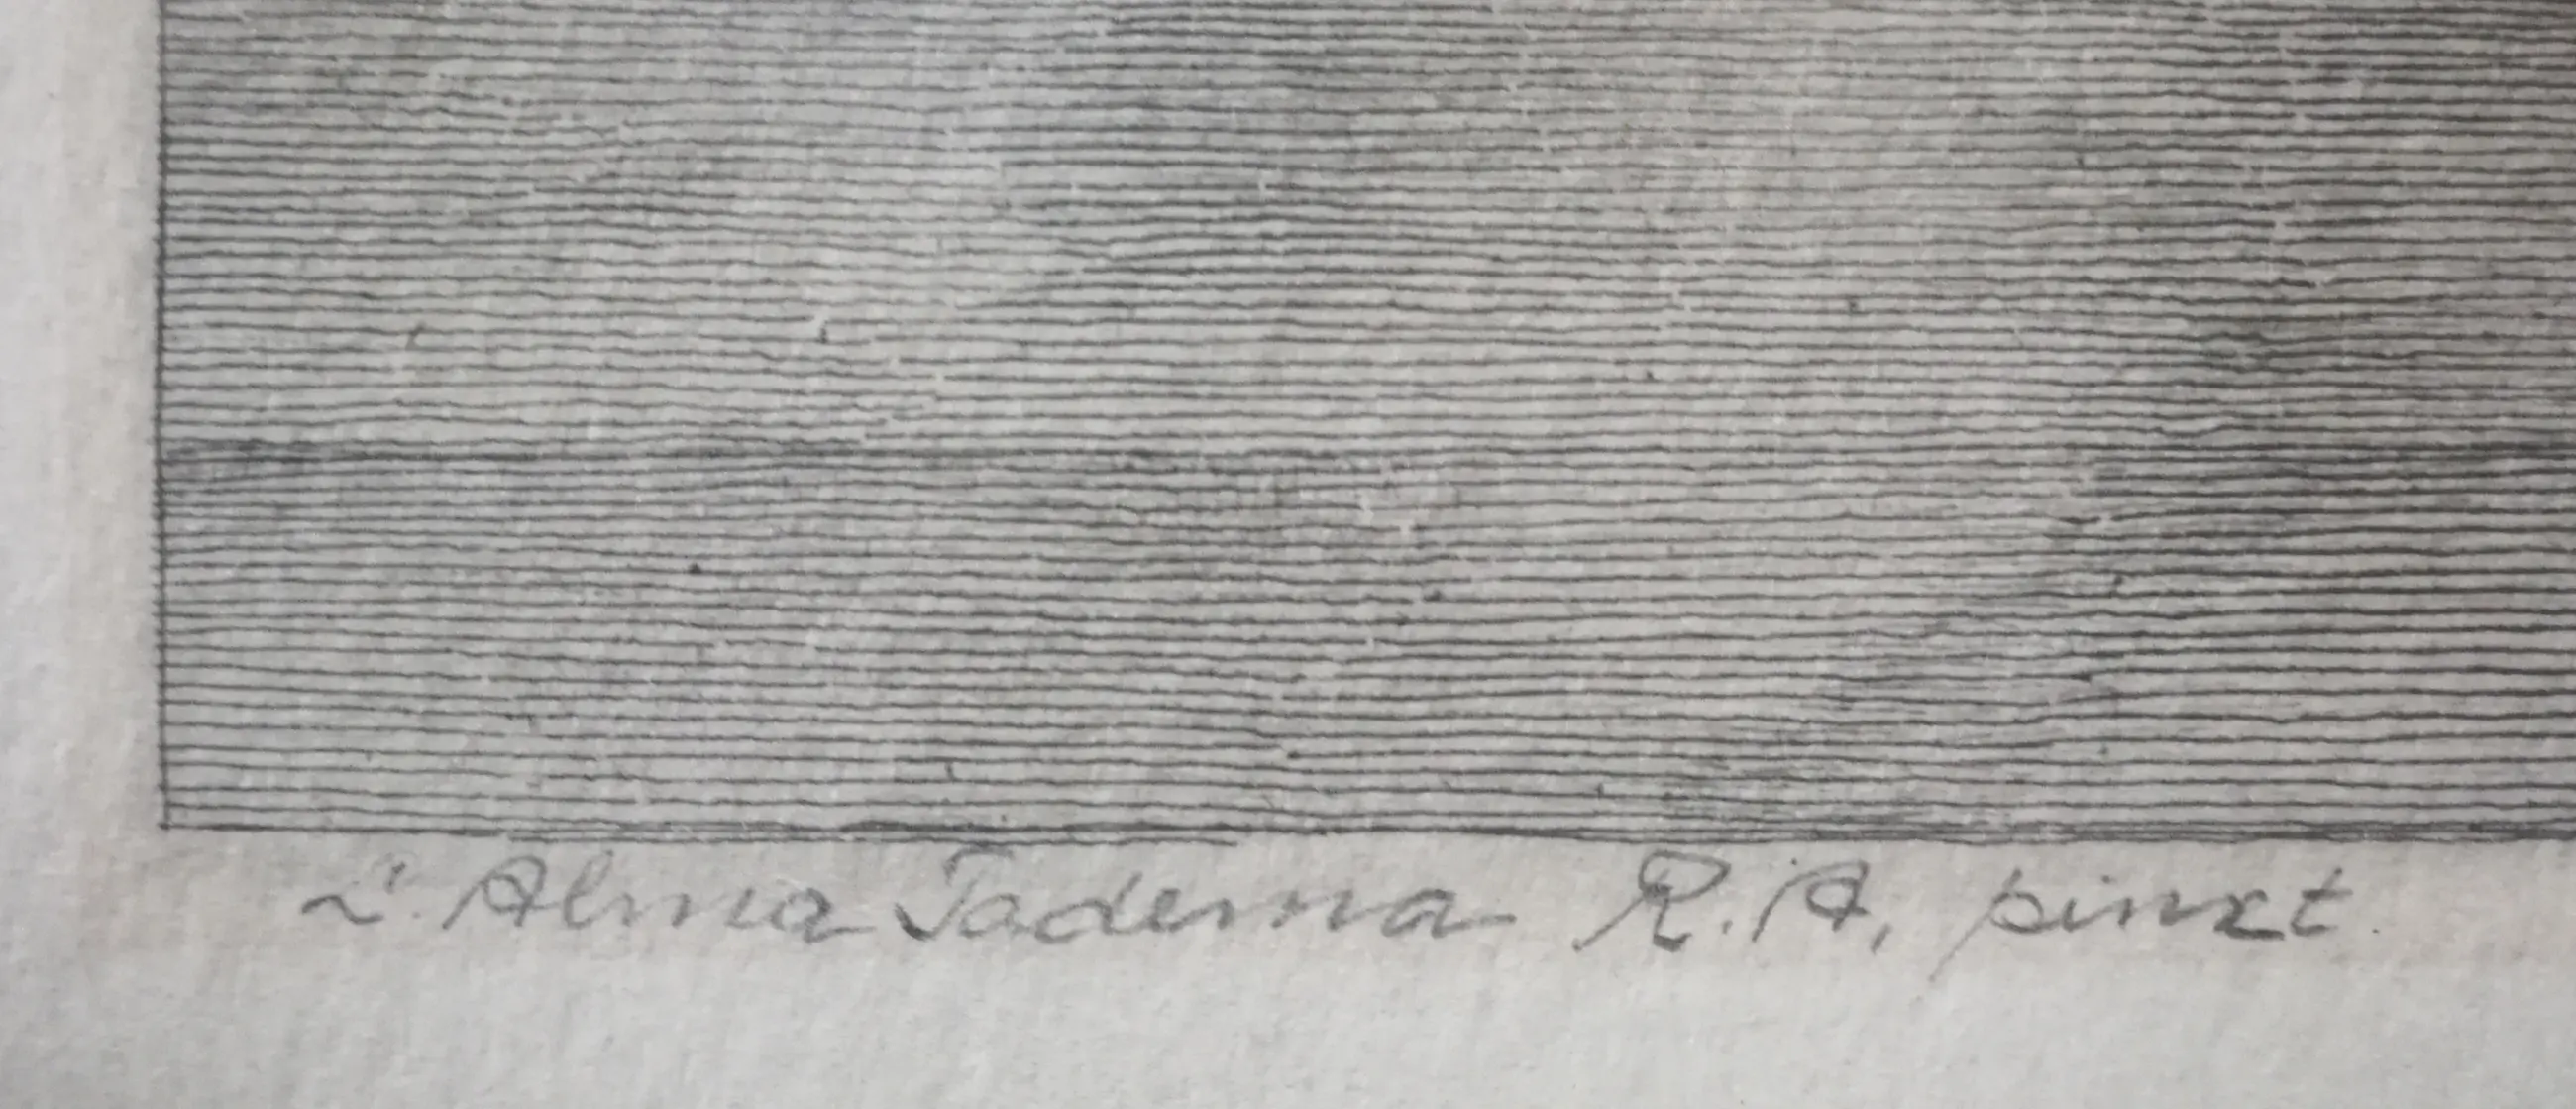 L. Alma Tadema R.A, pinxt.